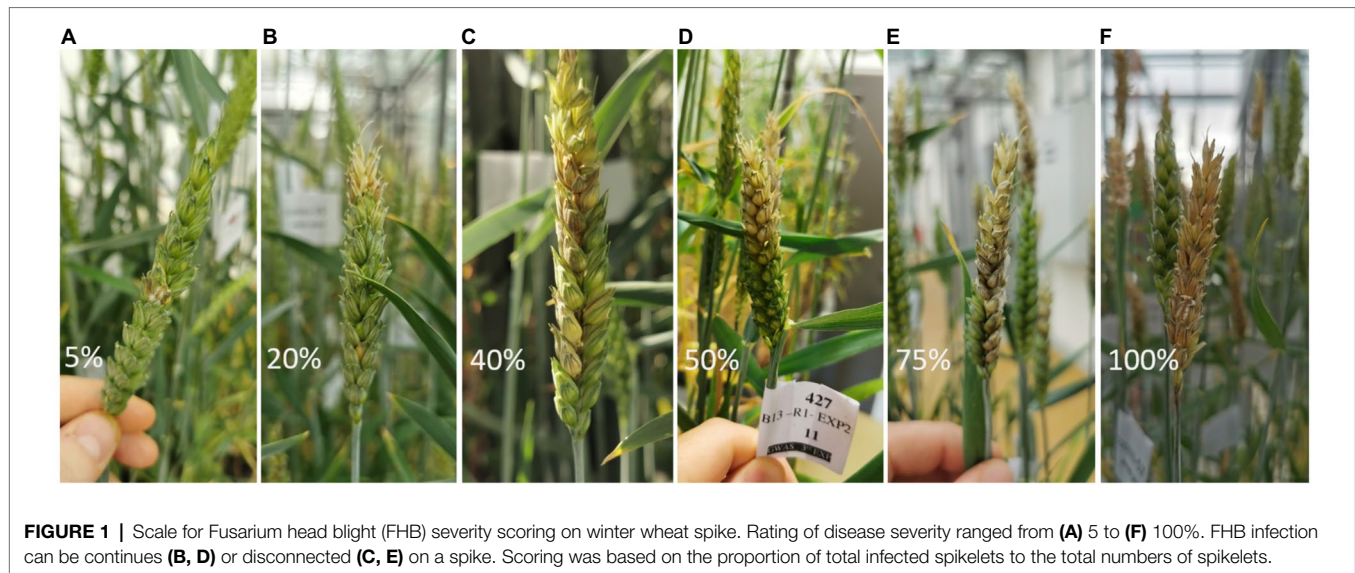 A
B
C
D
E
F
5%
20%
40%
50%
75%
100%
427
B13-R1-EXP2
11
FIGURE 1 | Scale for Fusarium head blight (FHB) severity scoring on winter wheat spike. Rating of disease severity ranged from (A) 5 to (F) 100%. FHB infection
can be continues (B, D) or disconnected (C, E) on a spike. Scoring was based on the proportion of total infected spikelets to the total numbers of spikelets.